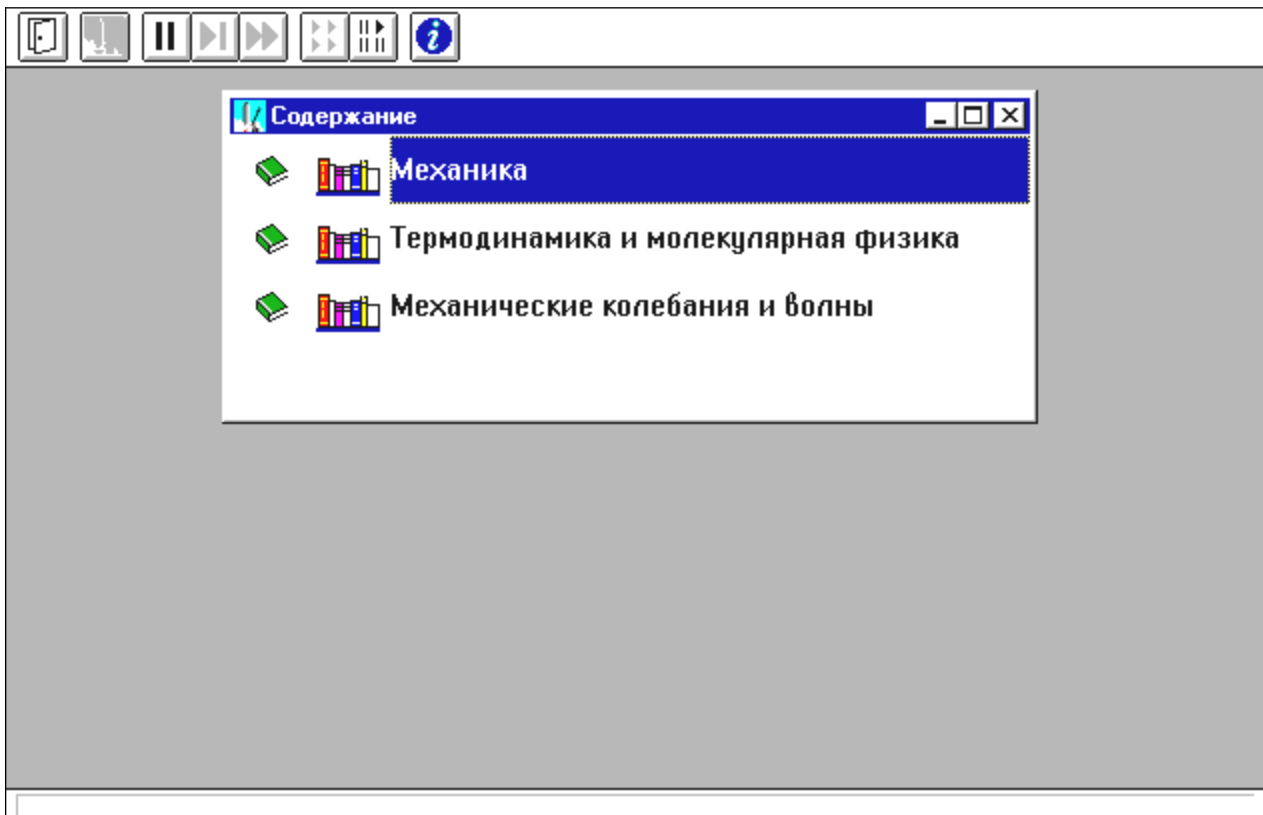 Содержание
Механика
Термодинамика и молекулярная физика
Механические колебания и волны